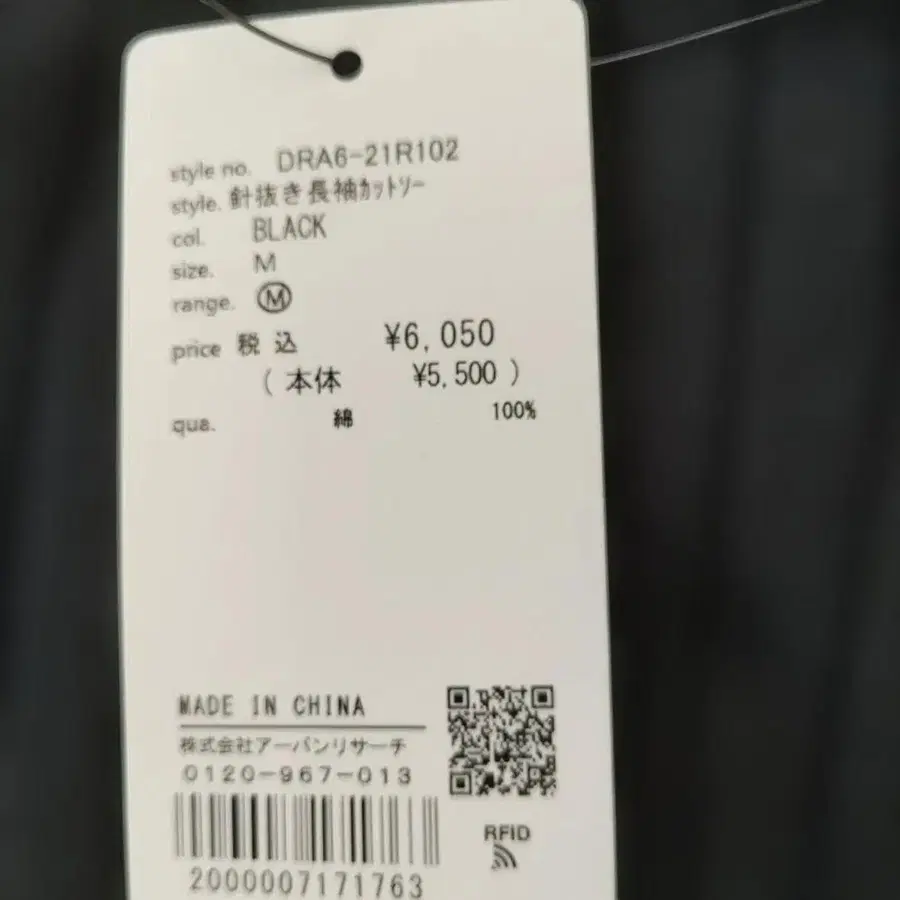 style no. DRA6-21R102
style. 針抜き長袖ｶｯﾄｿｰ
col. BLACK
size. M
range. Ⓜ
price 税込 ¥6,050
(本体 ¥5,500)
qua. 綿 100%
MADE IN CHINA
株式会社アーバンリサーチ
0120-967-013
RFID
2000007171763